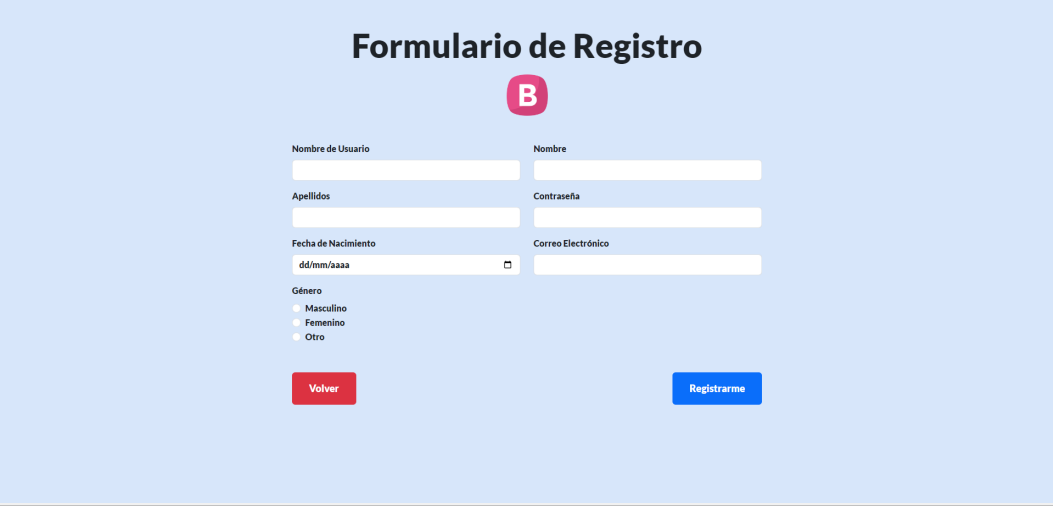 Formulario de Registro
B
Nombre de Usuario
Nombre
Apellidos
Contraseña
Fecha de Nacimiento
Correo Electrónico
dd/mm/aaaa
Género
Masculino
Femenino
Otro
Volver
Registrarme